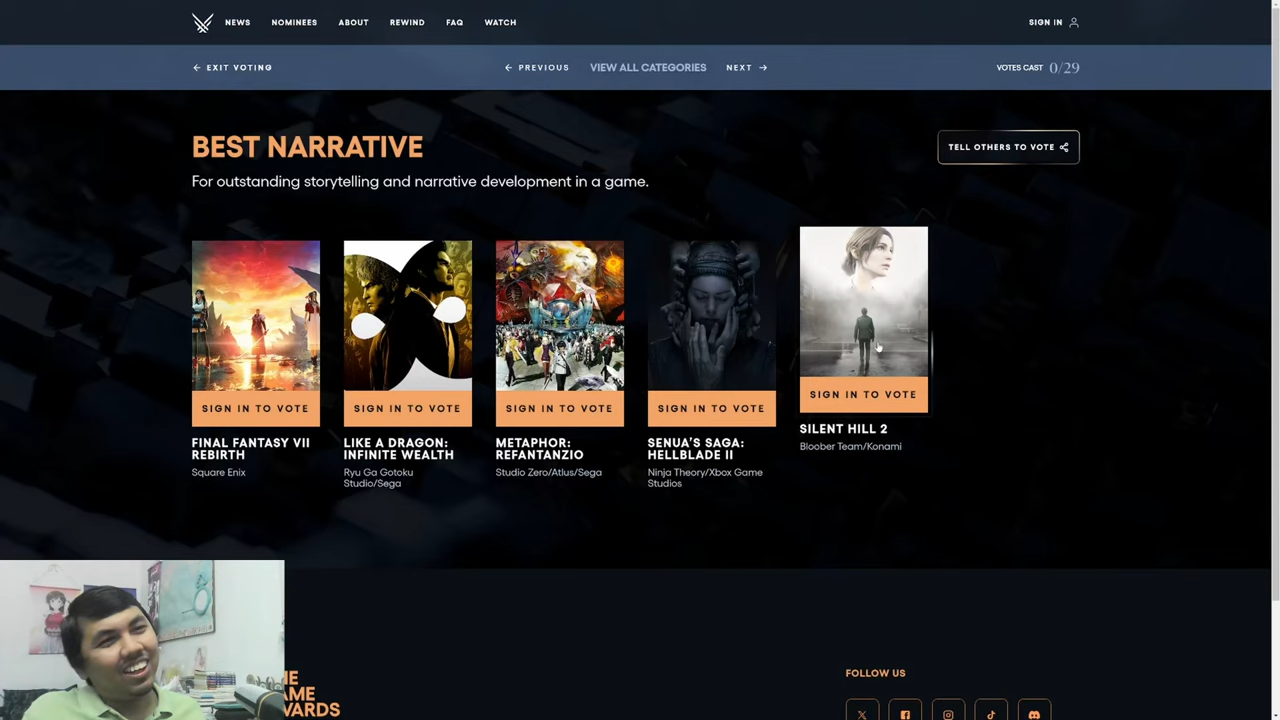 NEWS NOMINEES ABOUT REWIND FAQ WATCH SIGN IN
EXIT VOTING PREVIOUS VIEW ALL CATEGORIES NEXT VOTES CAST 0/29
BEST NARRATIVE
TELL OTHERS TO VOTE
For outstanding storytelling and narrative development in a game.
SIGN IN TO VOTE
FINAL FANTASY VII
REBIRTH
Square Enix
SIGN IN TO VOTE
LIKE A DRAGON:
INFINITE WEALTH
Ryu Ga Gotoku
Studio/Sega
SIGN IN TO VOTE
METAPHOR:
REFANTANZIO
Studio Zero/Atlus/Sega
SIGN IN TO VOTE
SENUA’S SAGA:
HELLBLADE II
Ninja Theory/Xbox Game
Studios
SIGN IN TO VOTE
SILENT HILL 2
Bloober Team/Konami
FOLLOW US